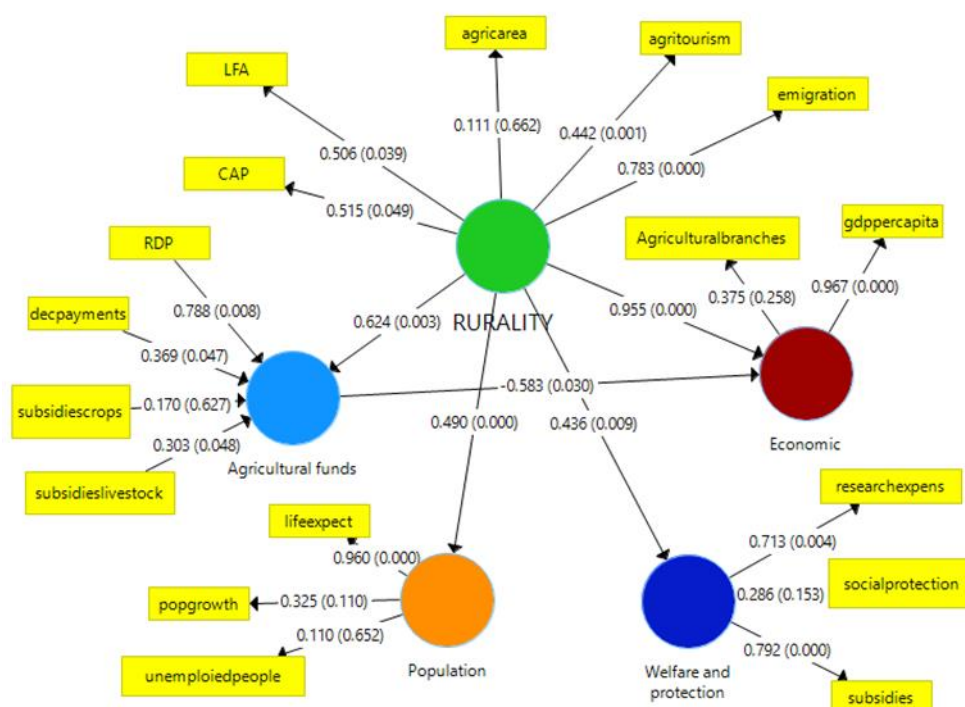 agricarea
agritourism
LFA
emigration
0.111 (0.662)
0.442 (0.001)
0.506 (0.039)
0.783 (0.000)
CAP
0.515 (0.049)
RDP
Agriculturalbranches
gdppercapita
0.788 (0.008)
0.375 (0.258)
0.967 (0.000)
decpayments
0.624 (0.003)
RURALITY
0.955 (0.000)
0.369 (0.047)
subsidiescrops
0.170 (0.627)
-0.583 (0.030)
0.303 (0.048)
0.490 (0.000)
0.436 (0.009)
Economic
Agricultural funds
subsidieslivestock
researchexpens
lifeexpect
0.960 (0.000)
0.713 (0.004)
popgrowth
0.325 (0.110)
0.286 (0.153)
socialprotection
0.110 (0.652)
0.792 (0.000)
unemploiedpeople
Population
Welfare and
protection
subsidies